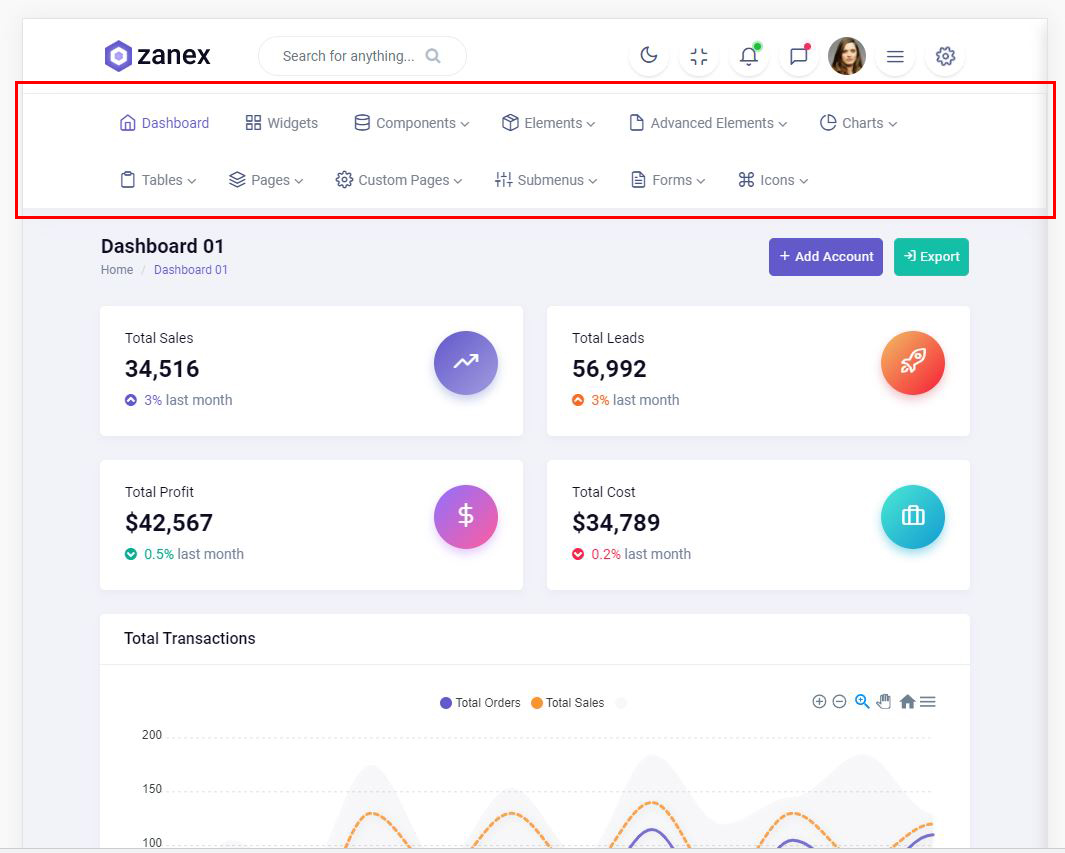 zanex Search for anything...
Dashboard Widgets Components Elements Advanced Elements Charts
Tables Pages Custom Pages Submenus Forms Icons
Dashboard 01
Home / Dashboard 01
+ Add Account Export
Total Sales
34,516
3% last month
Total Leads
56,992
3% last month
Total Profit
$42,567
0.5% last month
Total Cost
$34,789
0.2% last month
Total Transactions
Total Orders Total Sales
200
150
100